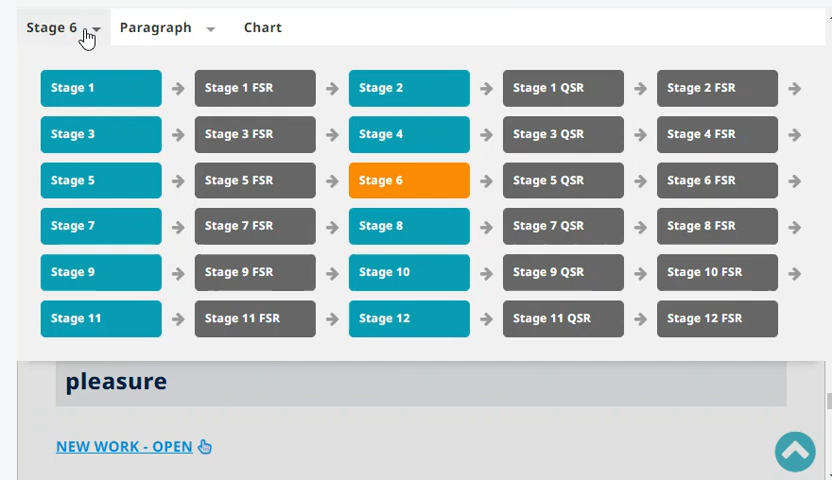 Stage 6 Paragraph Chart
Stage 1 Stage 1 FSR Stage 2 Stage 1 QSR Stage 2 FSR
Stage 3 Stage 3 FSR Stage 4 Stage 3 QSR Stage 4 FSR
Stage 5 Stage 5 FSR Stage 6 Stage 5 QSR Stage 6 FSR
Stage 7 Stage 7 FSR Stage 8 Stage 7 QSR Stage 8 FSR
Stage 9 Stage 9 FSR Stage 10 Stage 9 QSR Stage 10 FSR
Stage 11 Stage 11 FSR Stage 12 Stage 11 QSR Stage 12 FSR
pleasure
NEW WORK - OPEN